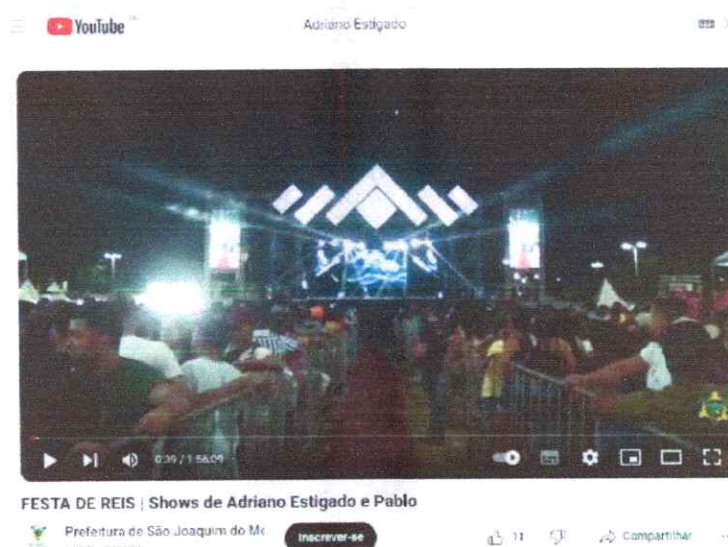 YouTube
Adriano Estigado
0:39 / 1:56:09
FESTA DE REIS | Shows de Adriano Estigado e Pablo
Prefeitura de São Joaquim do Mo
Inscrever-se
11
Compartilhar